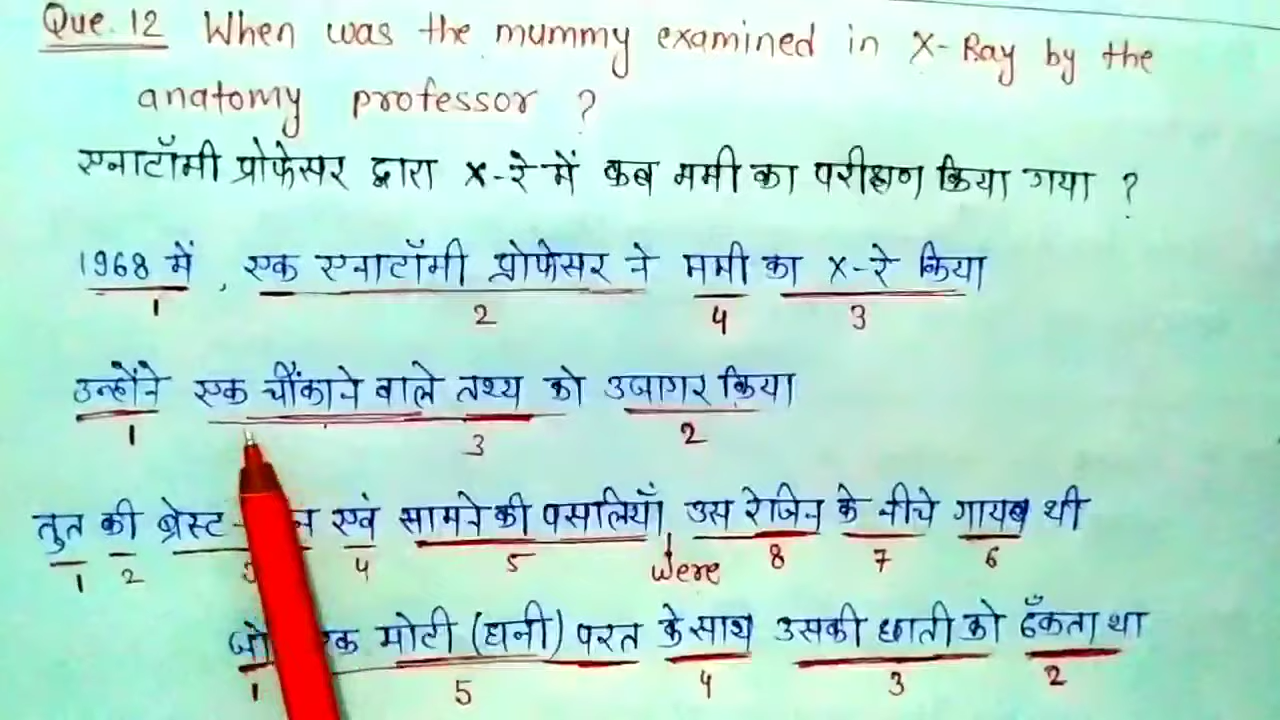 Que. 12 When was the mummy examined in X-Ray by the
anatomy professor ?
एनाटॉमी प्रोफेसर द्वारा X-रे में कब ममी का परीक्षण किया गया ?
1968 में , एक एनाटॉमी प्रोफेसर ने ममी का X-रे किया
1 2 4 3
उन्होंने एक चौंकाने वाले तथ्य को उजागर किया
1 3 2
तुत की ब्रेस्ट एवं सामने की पसलियाँ, उस रेजिन के नीचे गायब थी
1 2 3 4 5 were 8 7 6
जो एक मोटी (घनी) परत के साथ उसकी छाती को ढँकता था
1 5 4 3 2